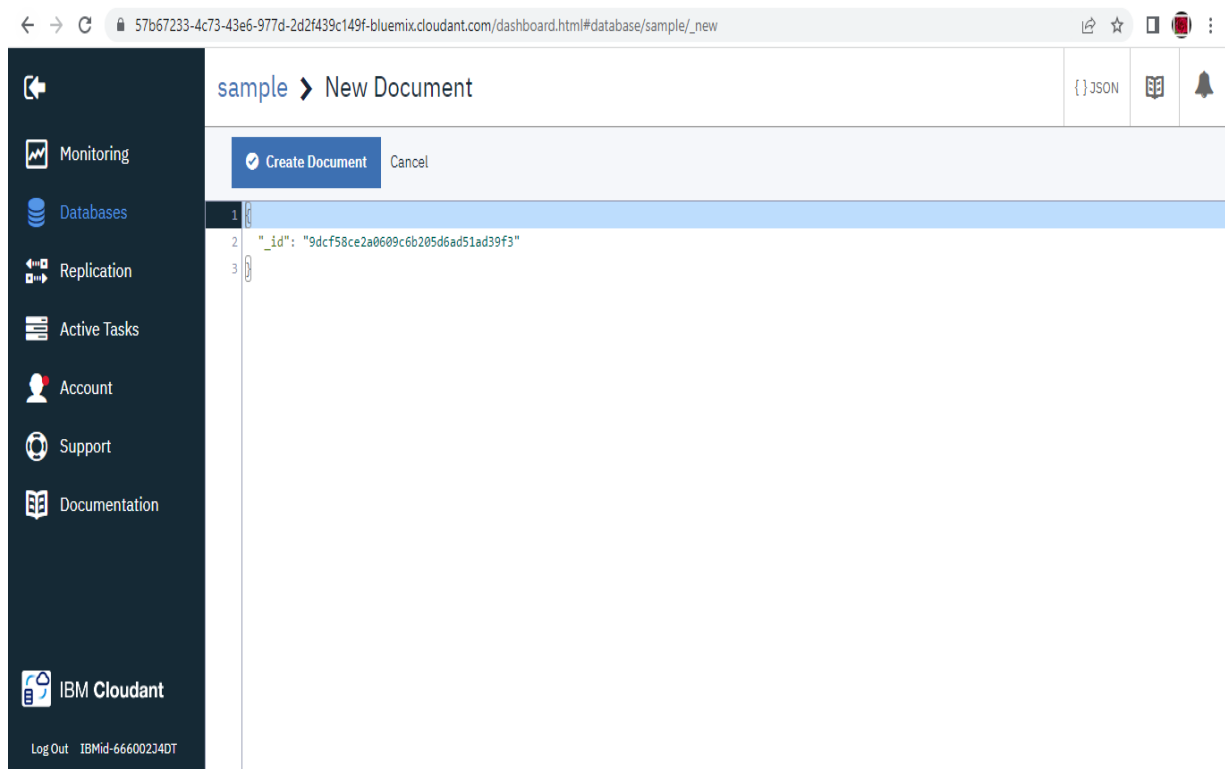 57b67233-4c73-43e6-977d-2d2f439c149f-bluemix.cloudant.com/dashboard.html#database/sample/_new
sample ❯ New Document
{ } JSON
Monitoring
Databases
Replication
Active Tasks
Account
Support
Documentation
IBM Cloudant
Log Out IBMid-666002J4DT
Create Document Cancel
1 {
2 "_id": "9dcf58ce2a0609c6b205d6ad51ad39f3"
3 }